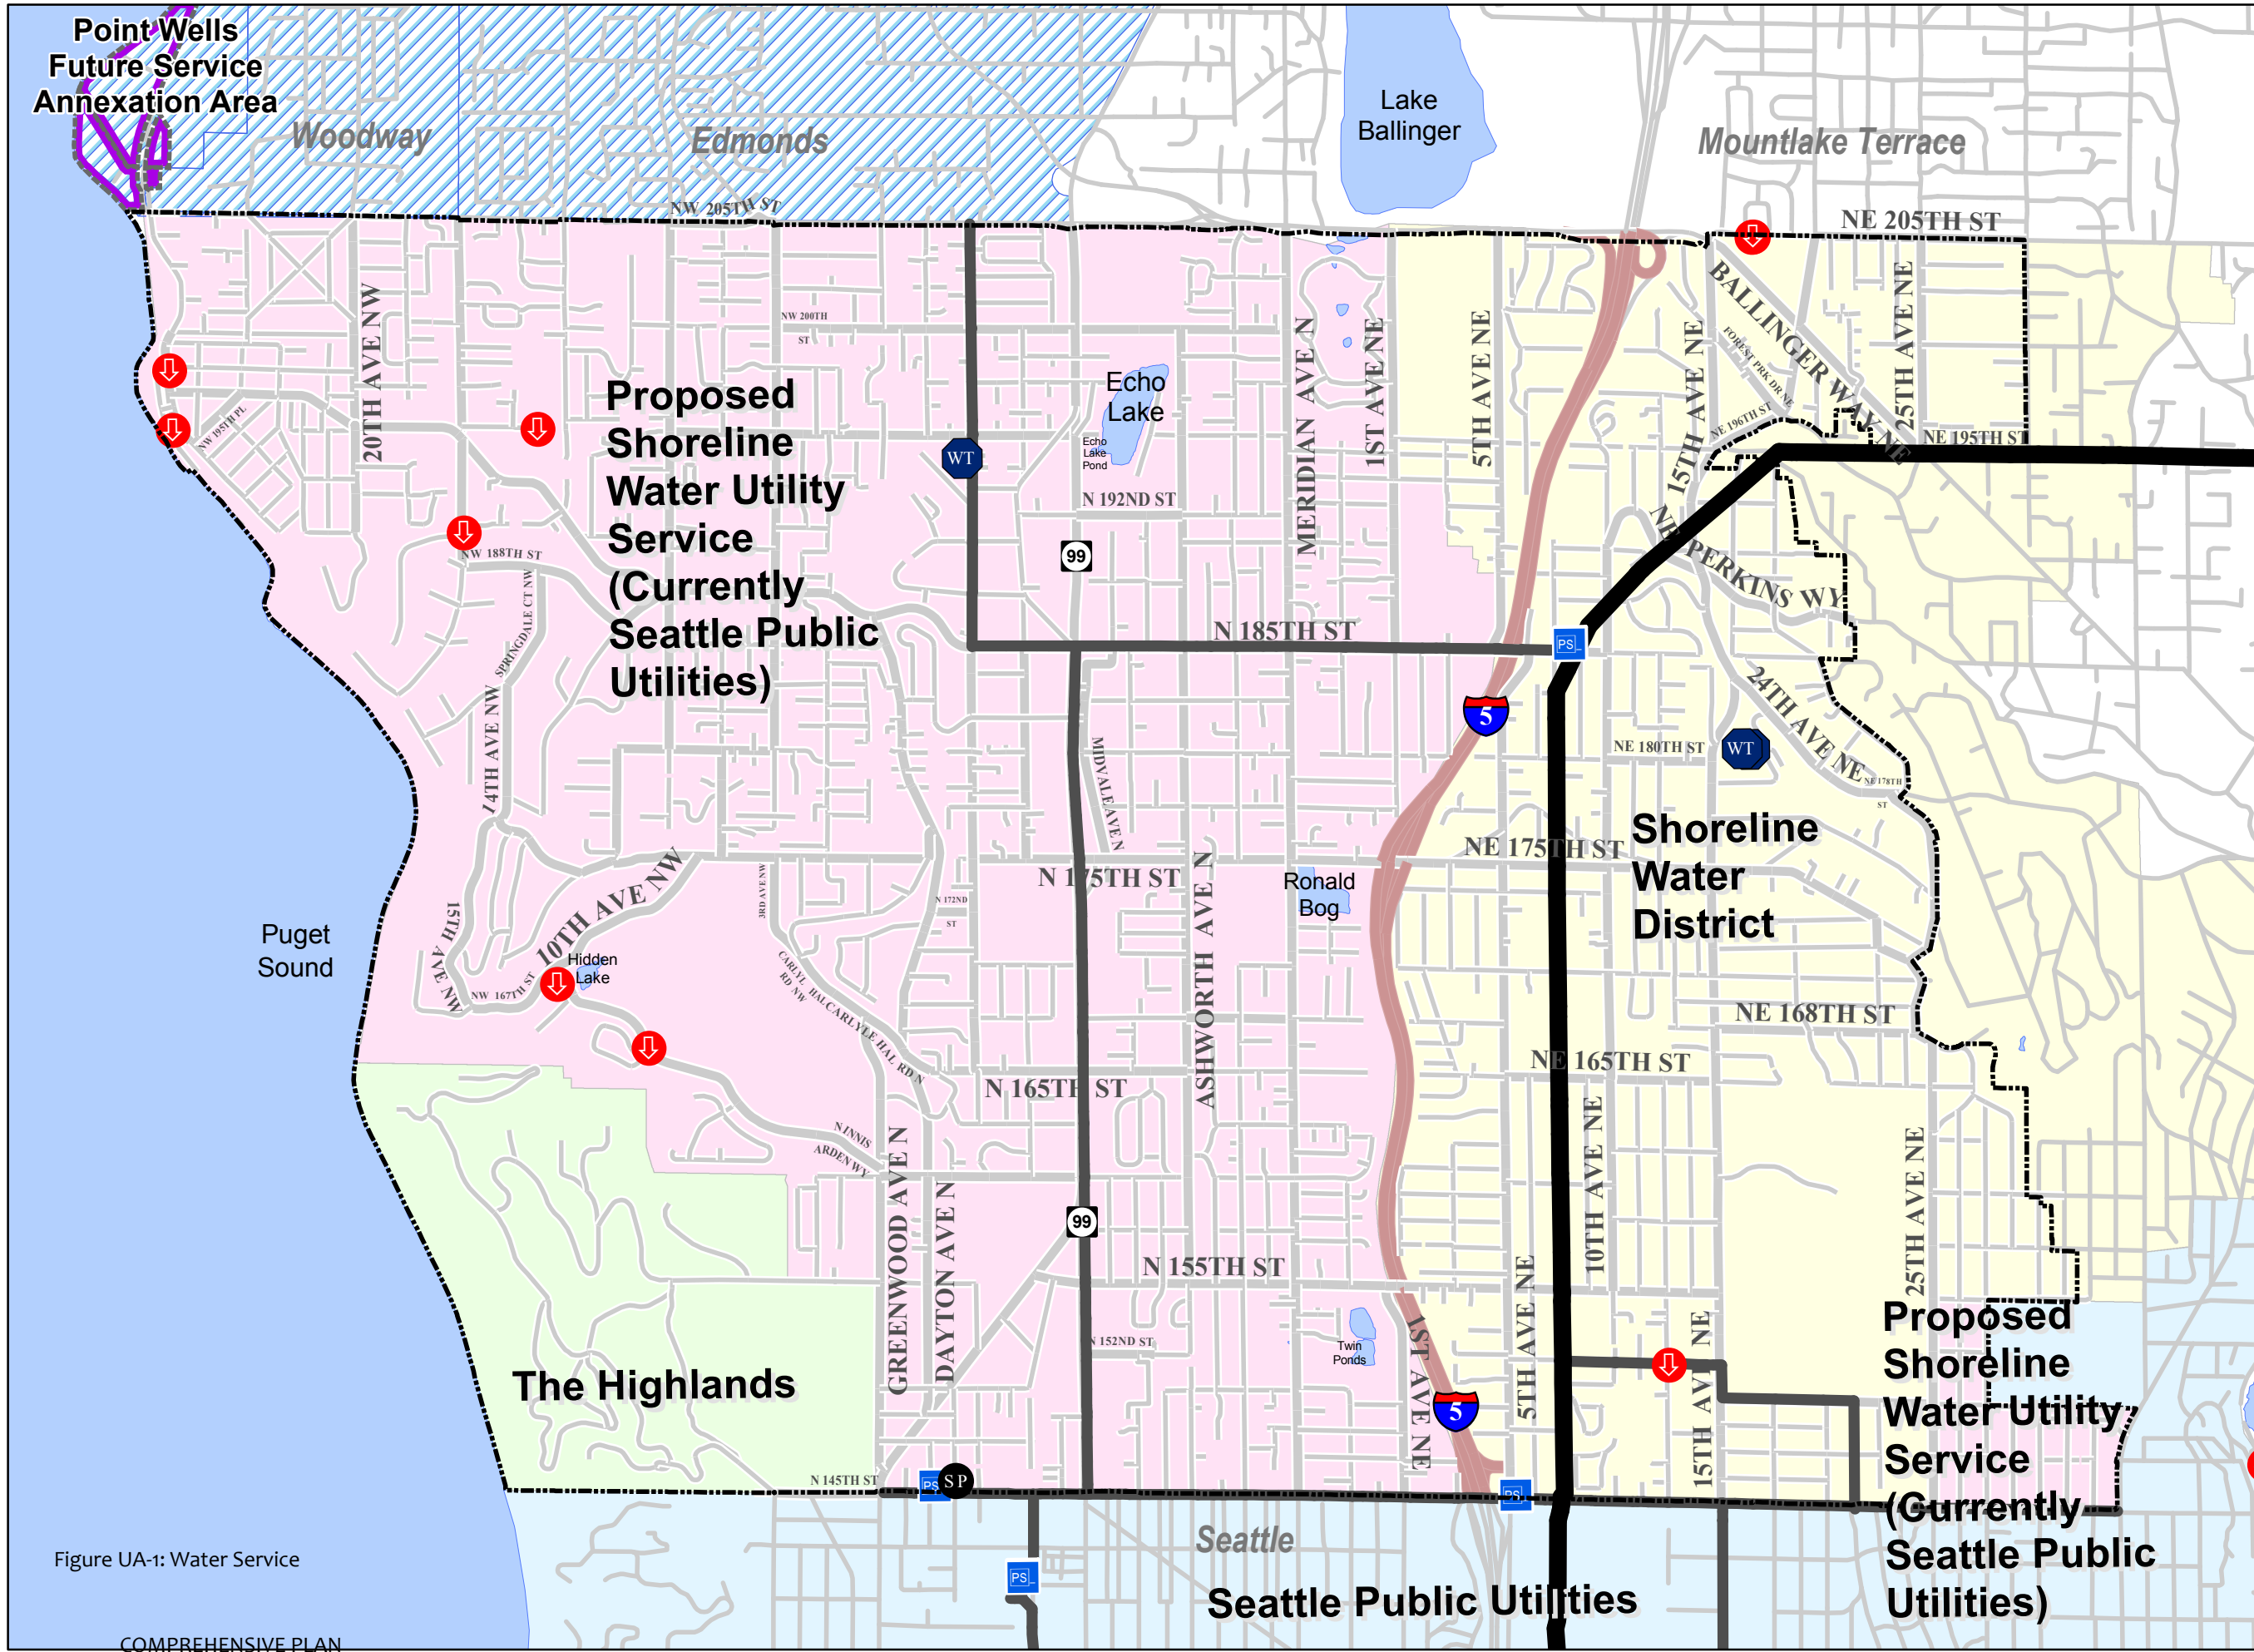 Point Wells
Future Service
Annexation Area
Woodway
Edmonds
Lake
Ballinger
Mountlake Terrace
NW 205TH ST
NE 205TH ST
20TH AVE NW
NW 200TH
ST
MERIDIAN AVE N
1ST AVE NE
5TH AVE NE
15TH AVE NE
BALLINGER WAY NE
FOREST PRK DR NE
25TH AVE NE
NE 196TH ST
NE 195TH ST
NW 195TH PL
Proposed
Shoreline
Water Utility
Service
(Currently
Seattle Public
Utilities)
Echo
Lake
Echo
Lake
Pond
WT
N 192ND ST
99
NW 188TH ST
SPRINGDALE CT NW
14TH AVE NW
NE PERKINS WY
N 185TH ST
PS
5
24TH AVE NE
NE 180TH ST
WT
NE 178TH
ST
MIDVALE AVE N
Shoreline
Water
District
NE 175TH ST
N 175TH ST
Ronald
Bog
ASHWORTH AVE N
3RD AVE NW
N 172ND
ST
10TH AVE NW
15TH AVE NW
Puget
Sound
Hidden
Lake
NW 167TH ST
CARLYL HAL
RD NW
CARLYLE HAL RD N
NE 168TH ST
NE 165TH ST
N 165TH ST
N INNIS
ARDEN WY
GREENWOOD AVE N
DAYTON AVE N
99
10TH AVE NE
25TH AVE NE
N 155TH ST
5TH AVE NE
1ST AVE NE
N 152ND ST
Twin
Ponds
15TH AVE NE
The Highlands
5
Proposed
Shoreline
Water Utility
Service
(Currently
Seattle Public
Utilities)
N 145TH ST
PS
SP
PS
Seattle
PS
Seattle Public Utilities
Figure UA-1: Water Service
COMPREHENSIVE PLAN